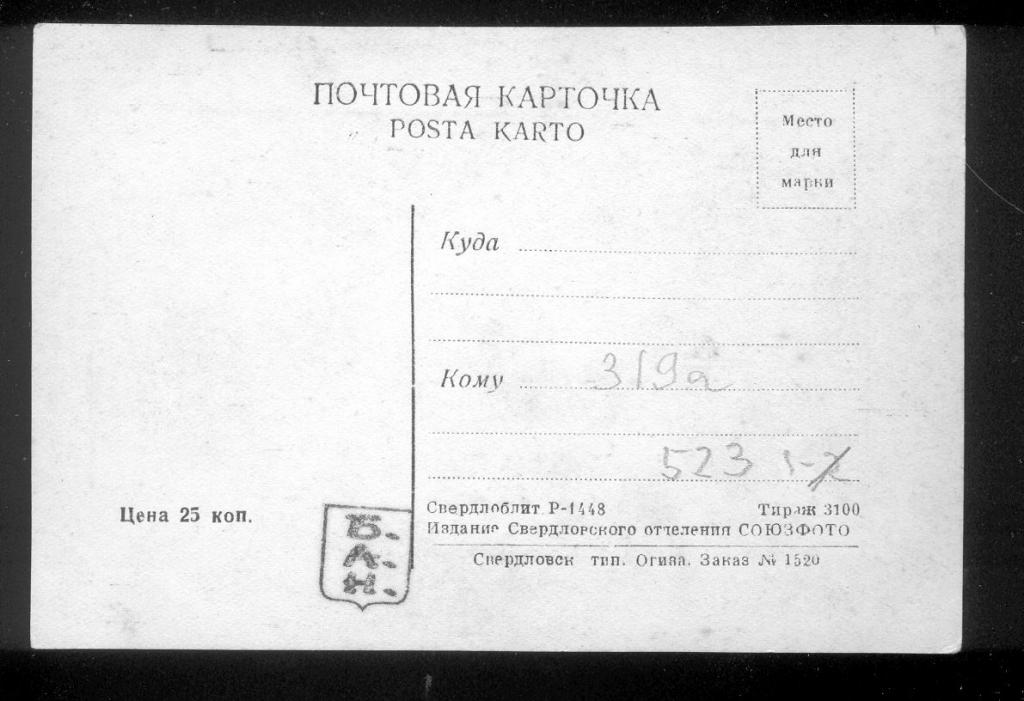 ПОЧТОВАЯ КАРТОЧКА
POSTA KARTO
Место
для
марки
Куда
Кому
319а
523
Цена 25 коп.
Б.
А.
Н.
Свердлоблит Р-1448 Тираж 3100
Издание Свердловского отделения СОЮЗФОТО
Свердловск тип. Огиза. Заказ № 1520